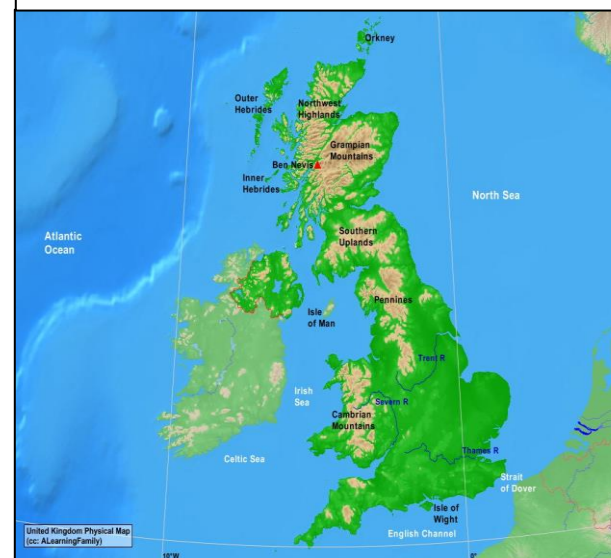 Orkney
Outer
Hebrides
Northwest
Highlands
Grampian
Mountains
Ben Nevis
Inner
Hebrides
North Sea
Atlantic
Ocean
Southern
Uplands
Pennines
Isle
of Man
Trent R
Irish
Sea
Severn R
Cambrian
Mountains
Thames R
Celtic Sea
Strait
of Dover
Isle of
Wight
English Channel
United Kingdom Physical Map
(cc: ALearningFamily)
10°W
0°